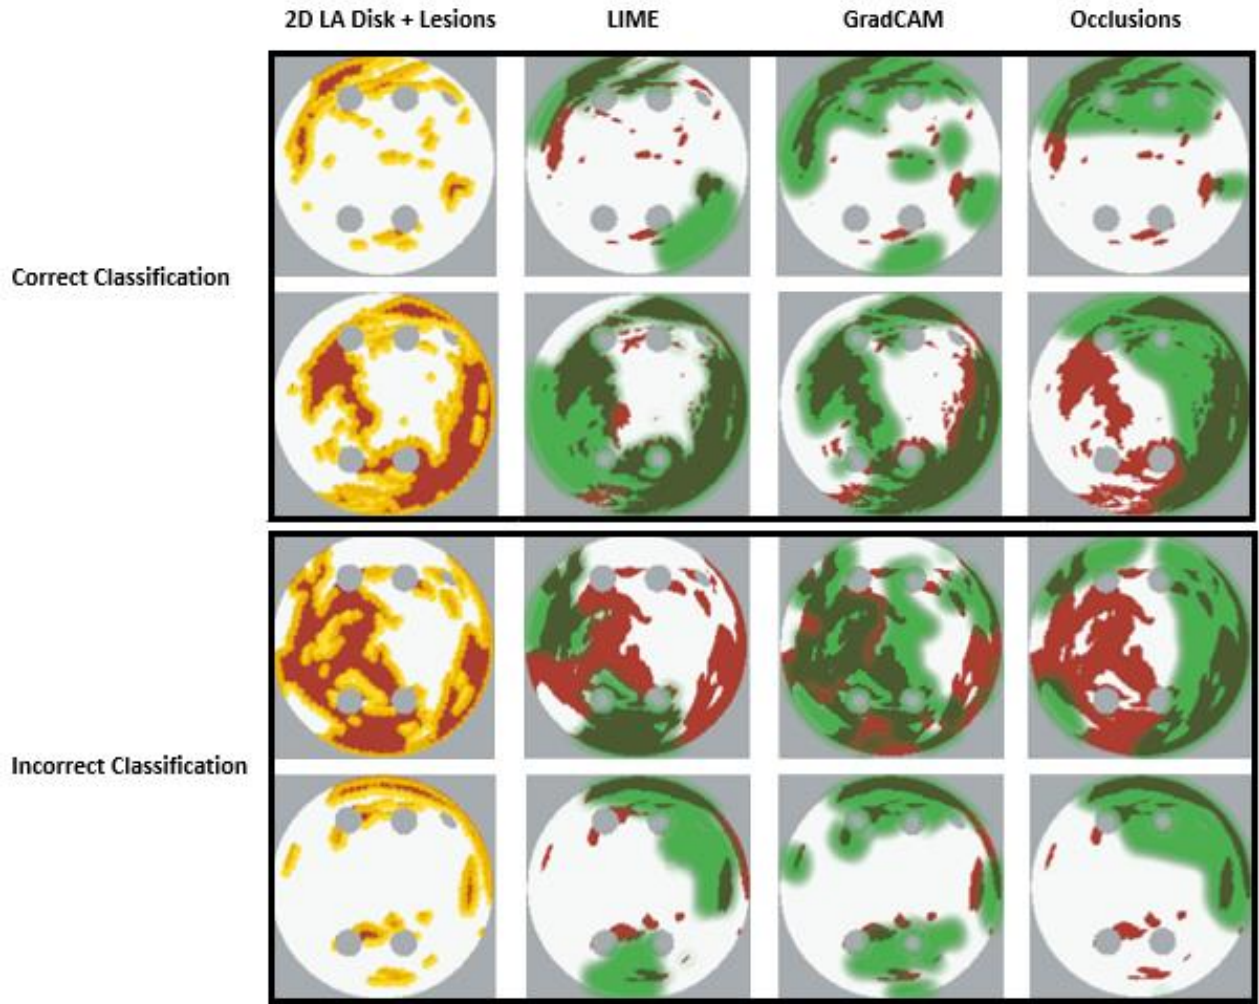 2D LA Disk + Lesions LIME GradCAM Occlusions
Correct Classification
Incorrect Classification